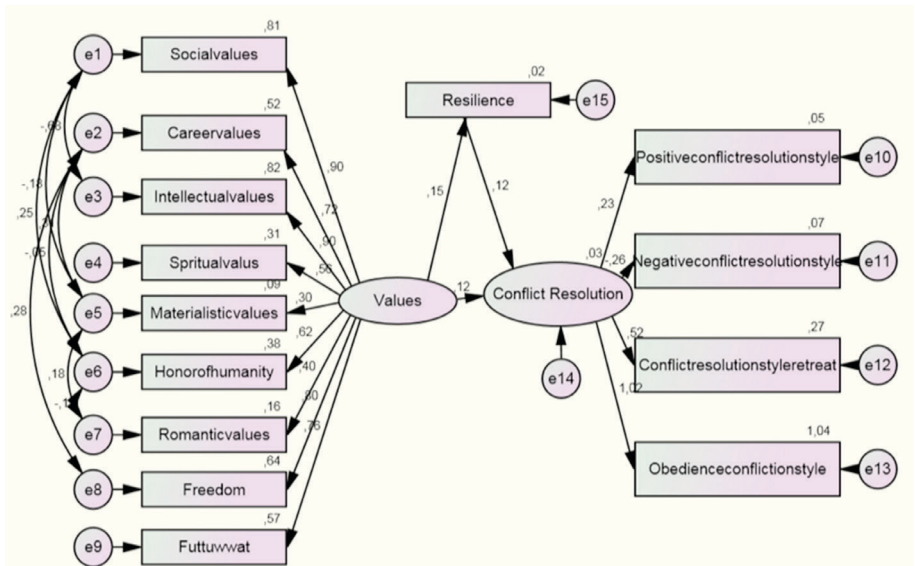 ,81
e1
Socialvalues
,52
e2
Careervalues
,82
e3
Intellectualvalues
,31
e4
Spritualvalus
,09
e5
Materialisticvalues
,38
e6
Honorofhumanity
,16
e7
Romanticvalues
,64
e8
Freedom
,57
e9
Futtuwwat
-,63
-,18
,25
-,05
,28
,18
,90
,72
,90
,56
,30
,62
,40
,80
,76
Values
,15
,12
,02
Resilience
e15
,12
,03
Conflict Resolution
e14
,23
-,26
,52
1,02
,05
Positiveconflictresolutionstyle
e10
,07
Negativeconflictresolutionstyle
e11
,27
Conflictresolutionstyleretreat
e12
1,04
Obedienceconflictionstyle
e13